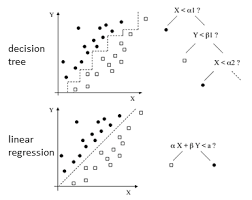 Y
X < α1 ?
decision
tree
Y < β1 ?
X < α2 ?
X
Y
linear
regression
α X + β Y < a ?
X